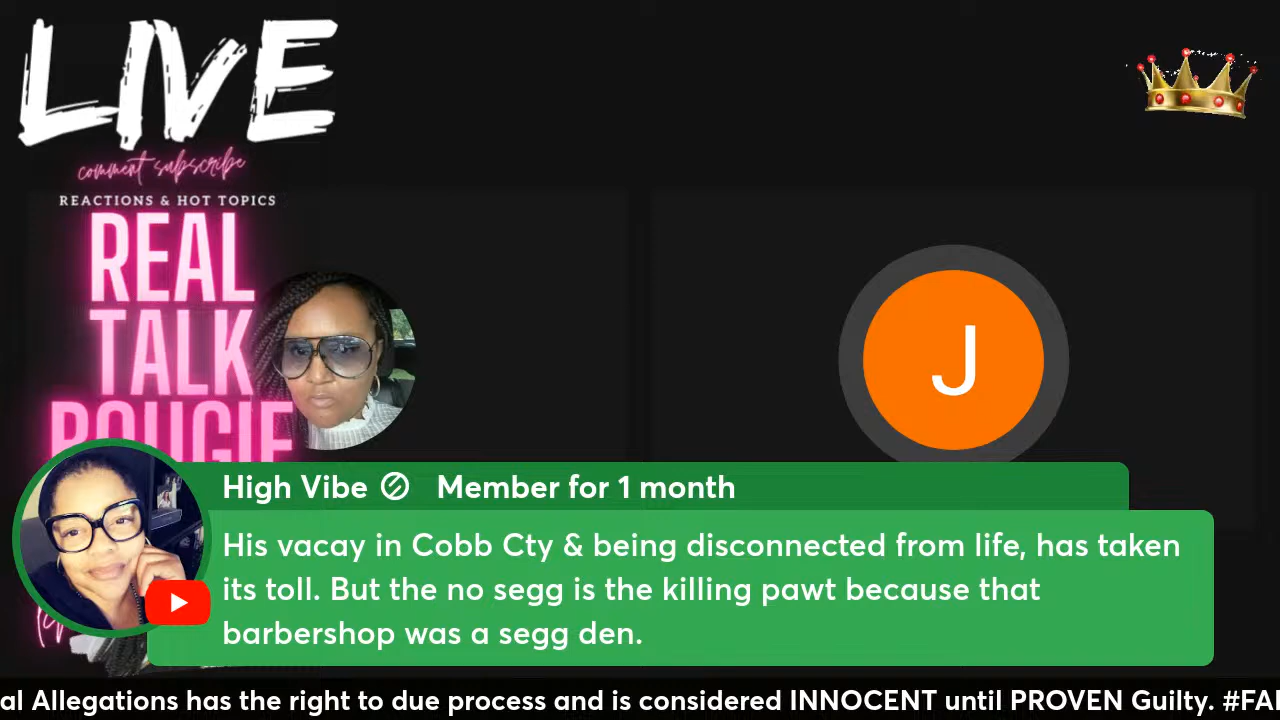 LIVE
comment subscribe
REACTIONS & HOT TOPICS
REAL
TALK
BOUGIE
J
High Vibe Member for 1 month
His vacay in Cobb Cty & being disconnected from life, has taken
its toll. But the no segg is the killing pawt because that
barbershop was a segg den.
al Allegations has the right to due process and is considered INNOCENT until PROVEN Guilty. #FAI